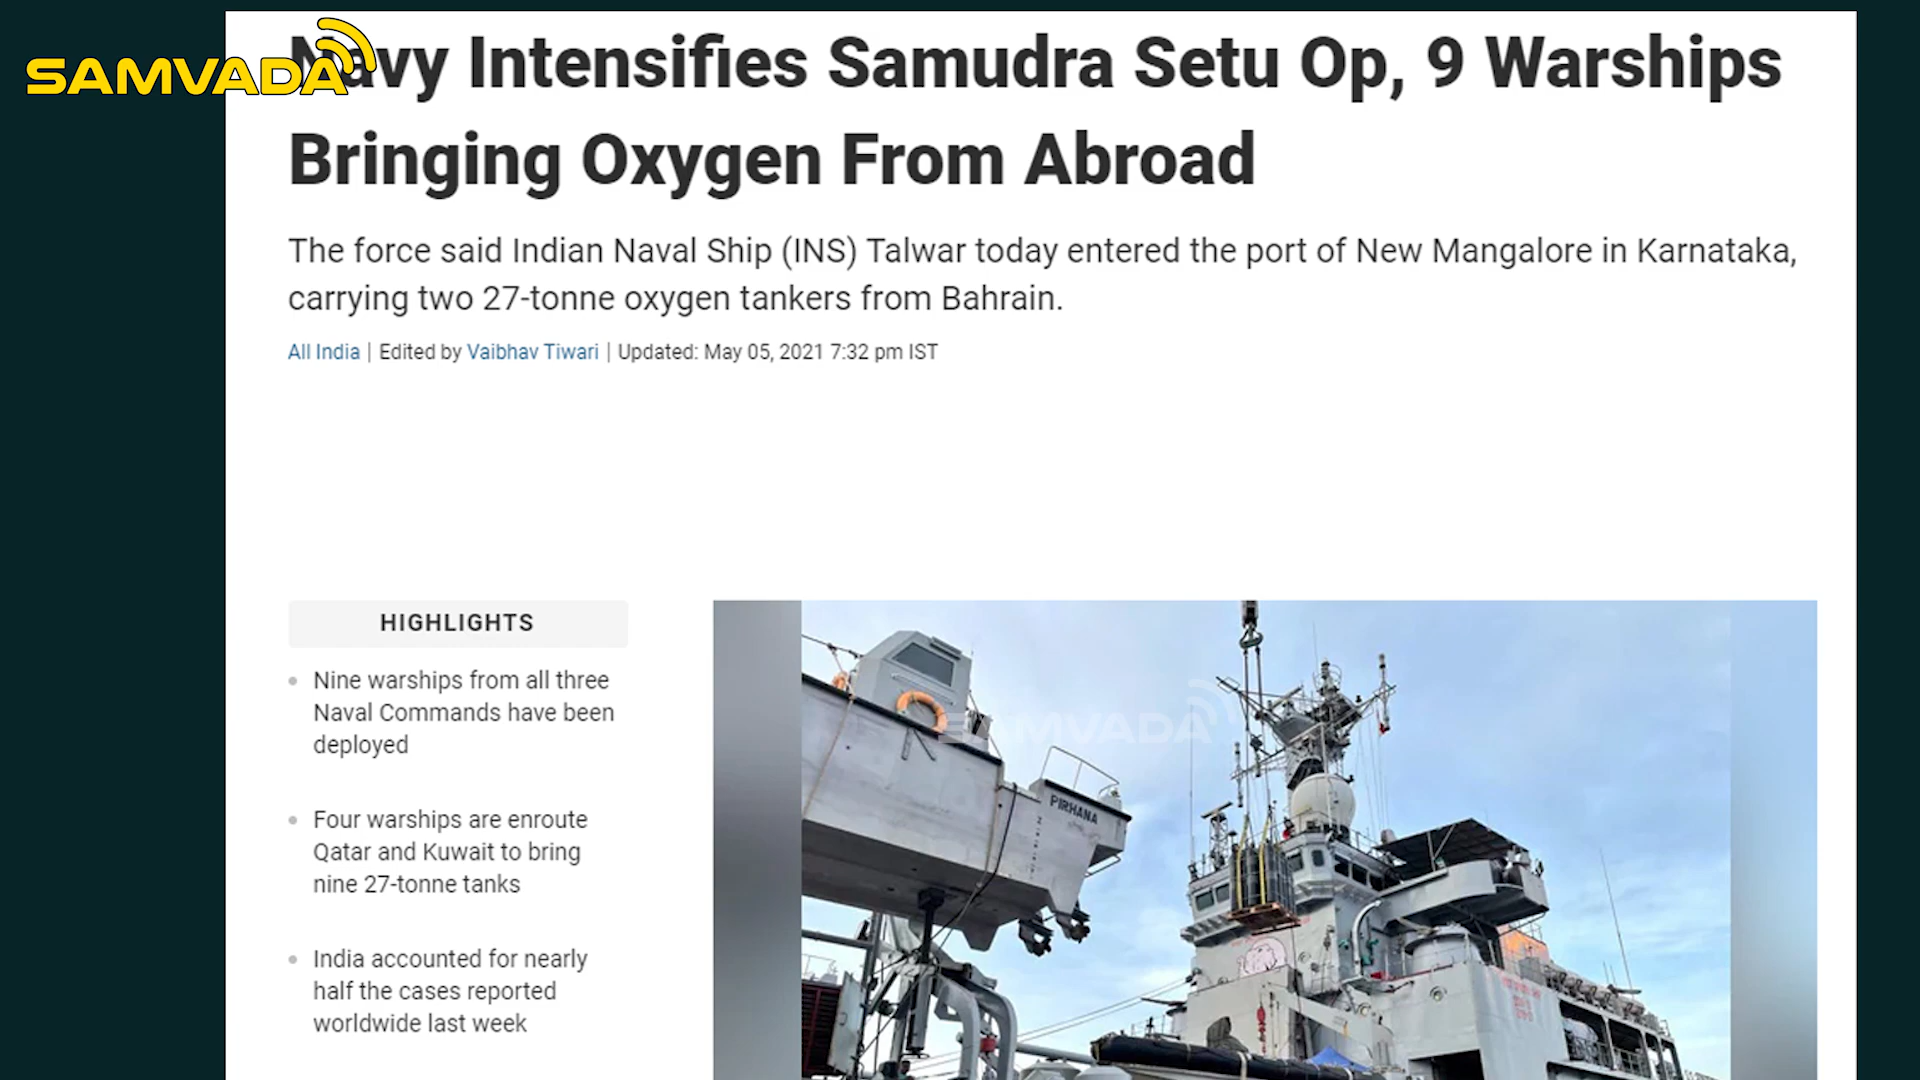 SAMVADA
Navy Intensifies Samudra Setu Op, 9 Warships
Bringing Oxygen From Abroad
The force said Indian Naval Ship (INS) Talwar today entered the port of New Mangalore in Karnataka,
carrying two 27-tonne oxygen tankers from Bahrain.
All India | Edited by Vaibhav Tiwari | Updated: May 05, 2021 7:32 pm IST
HIGHLIGHTS
Nine warships from all three
Naval Commands have been
deployed
Four warships are enroute
Qatar and Kuwait to bring
nine 27-tonne tanks
India accounted for nearly
half the cases reported
worldwide last week
SAMVADA
PIRHANA